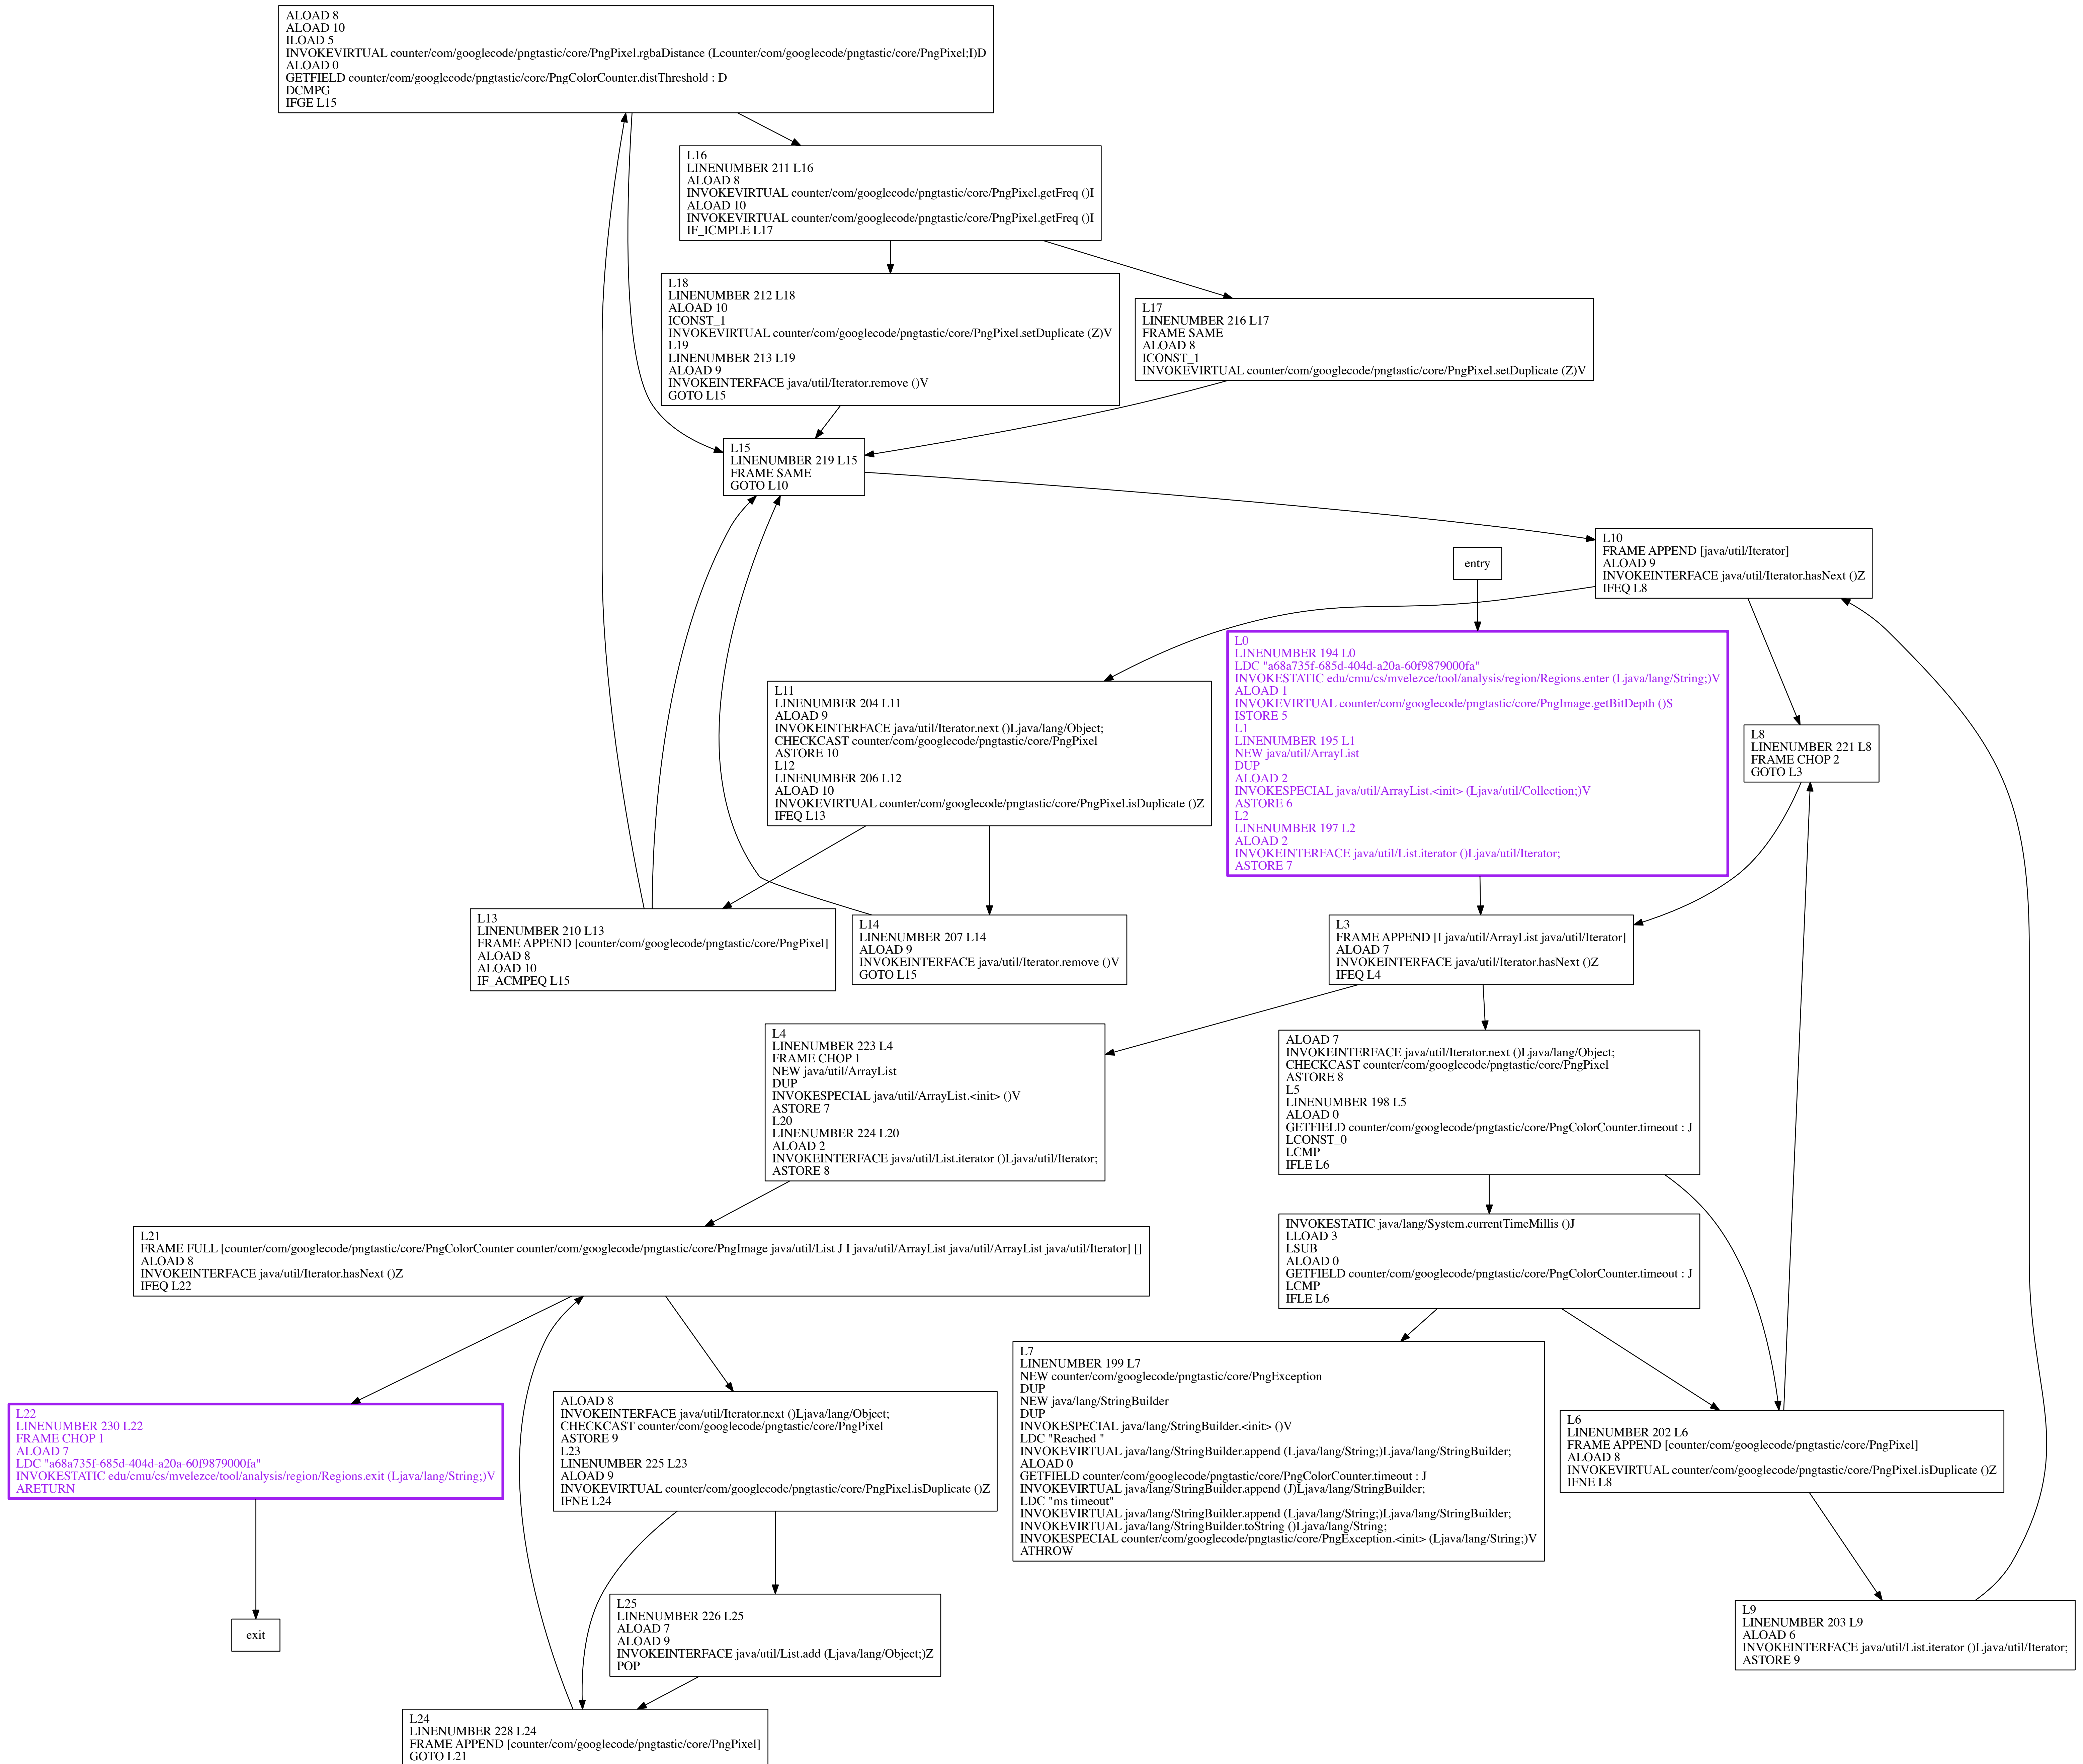 ALOAD 8
ALOAD 10
ILOAD 5
INVOKEVIRTUAL counter/com/googlecode/pngtastic/core/PngPixel.rgbaDistance (Lcounter/com/googlecode/pngtastic/core/PngPixel;I)D
ALOAD 0
GETFIELD counter/com/googlecode/pngtastic/core/PngColorCounter.distThreshold : D
DCMPG
IFGE L15
L16
LINENUMBER 211 L16
ALOAD 8
INVOKEVIRTUAL counter/com/googlecode/pngtastic/core/PngPixel.getFreq ()I
ALOAD 10
INVOKEVIRTUAL counter/com/googlecode/pngtastic/core/PngPixel.getFreq ()I
IF_ICMPLE L17
L18
LINENUMBER 212 L18
ALOAD 10
ICONST_1
INVOKEVIRTUAL counter/com/googlecode/pngtastic/core/PngPixel.setDuplicate (Z)V
L19
LINENUMBER 213 L19
ALOAD 9
INVOKEINTERFACE java/util/Iterator.remove ()V
GOTO L15
L17
LINENUMBER 216 L17
FRAME SAME
ALOAD 8
ICONST_1
INVOKEVIRTUAL counter/com/googlecode/pngtastic/core/PngPixel.setDuplicate (Z)V
L15
LINENUMBER 219 L15
FRAME SAME
GOTO L10
L10
FRAME APPEND [java/util/Iterator]
ALOAD 9
INVOKEINTERFACE java/util/Iterator.hasNext ()Z
IFEQ L8
entry
L0
LINENUMBER 194 L0
LDC "a68a735f-685d-404d-a20a-60f9879000fa"
INVOKESTATIC edu/cmu/cs/mvelezce/tool/analysis/region/Regions.enter (Ljava/lang/String;)V
ALOAD 1
INVOKEVIRTUAL counter/com/googlecode/pngtastic/core/PngImage.getBitDepth ()S
ISTORE 5
L1
LINENUMBER 195 L1
NEW java/util/ArrayList
DUP
ALOAD 2
INVOKESPECIAL java/util/ArrayList.<init> (Ljava/util/Collection;)V
ASTORE 6
L2
LINENUMBER 197 L2
ALOAD 2
INVOKEINTERFACE java/util/List.iterator ()Ljava/util/Iterator;
ASTORE 7
L11
LINENUMBER 204 L11
ALOAD 9
INVOKEINTERFACE java/util/Iterator.next ()Ljava/lang/Object;
CHECKCAST counter/com/googlecode/pngtastic/core/PngPixel
ASTORE 10
L12
LINENUMBER 206 L12
ALOAD 10
INVOKEVIRTUAL counter/com/googlecode/pngtastic/core/PngPixel.isDuplicate ()Z
IFEQ L13
L8
LINENUMBER 221 L8
FRAME CHOP 2
GOTO L3
L13
LINENUMBER 210 L13
FRAME APPEND [counter/com/googlecode/pngtastic/core/PngPixel]
ALOAD 8
ALOAD 10
IF_ACMPEQ L15
L14
LINENUMBER 207 L14
ALOAD 9
INVOKEINTERFACE java/util/Iterator.remove ()V
GOTO L15
L3
FRAME APPEND [I java/util/ArrayList java/util/Iterator]
ALOAD 7
INVOKEINTERFACE java/util/Iterator.hasNext ()Z
IFEQ L4
L4
LINENUMBER 223 L4
FRAME CHOP 1
NEW java/util/ArrayList
DUP
INVOKESPECIAL java/util/ArrayList.<init> ()V
ASTORE 7
L20
LINENUMBER 224 L20
ALOAD 2
INVOKEINTERFACE java/util/List.iterator ()Ljava/util/Iterator;
ASTORE 8
ALOAD 7
INVOKEINTERFACE java/util/Iterator.next ()Ljava/lang/Object;
CHECKCAST counter/com/googlecode/pngtastic/core/PngPixel
ASTORE 8
L5
LINENUMBER 198 L5
ALOAD 0
GETFIELD counter/com/googlecode/pngtastic/core/PngColorCounter.timeout : J
LCONST_0
LCMP
IFLE L6
INVOKESTATIC java/lang/System.currentTimeMillis ()J
LLOAD 3
LSUB
ALOAD 0
GETFIELD counter/com/googlecode/pngtastic/core/PngColorCounter.timeout : J
LCMP
IFLE L6
L21
FRAME FULL [counter/com/googlecode/pngtastic/core/PngColorCounter counter/com/googlecode/pngtastic/core/PngImage java/util/List J I java/util/ArrayList java/util/ArrayList java/util/Iterator] []
ALOAD 8
INVOKEINTERFACE java/util/Iterator.hasNext ()Z
IFEQ L22
L7
LINENUMBER 199 L7
NEW counter/com/googlecode/pngtastic/core/PngException
DUP
NEW java/lang/StringBuilder
DUP
INVOKESPECIAL java/lang/StringBuilder.<init> ()V
LDC "Reached "
INVOKEVIRTUAL java/lang/StringBuilder.append (Ljava/lang/String;)Ljava/lang/StringBuilder;
ALOAD 0
GETFIELD counter/com/googlecode/pngtastic/core/PngColorCounter.timeout : J
INVOKEVIRTUAL java/lang/StringBuilder.append (J)Ljava/lang/StringBuilder;
LDC "ms timeout"
INVOKEVIRTUAL java/lang/StringBuilder.append (Ljava/lang/String;)Ljava/lang/StringBuilder;
INVOKEVIRTUAL java/lang/StringBuilder.toString ()Ljava/lang/String;
INVOKESPECIAL counter/com/googlecode/pngtastic/core/PngException.<init> (Ljava/lang/String;)V
ATHROW
L22
LINENUMBER 230 L22
FRAME CHOP 1
ALOAD 7
LDC "a68a735f-685d-404d-a20a-60f9879000fa"
INVOKESTATIC edu/cmu/cs/mvelezce/tool/analysis/region/Regions.exit (Ljava/lang/String;)V
ARETURN
ALOAD 8
INVOKEINTERFACE java/util/Iterator.next ()Ljava/lang/Object;
CHECKCAST counter/com/googlecode/pngtastic/core/PngPixel
ASTORE 9
L23
LINENUMBER 225 L23
ALOAD 9
INVOKEVIRTUAL counter/com/googlecode/pngtastic/core/PngPixel.isDuplicate ()Z
IFNE L24
L6
LINENUMBER 202 L6
FRAME APPEND [counter/com/googlecode/pngtastic/core/PngPixel]
ALOAD 8
INVOKEVIRTUAL counter/com/googlecode/pngtastic/core/PngPixel.isDuplicate ()Z
IFNE L8
exit
L25
LINENUMBER 226 L25
ALOAD 7
ALOAD 9
INVOKEINTERFACE java/util/List.add (Ljava/lang/Object;)Z
POP
L9
LINENUMBER 203 L9
ALOAD 6
INVOKEINTERFACE java/util/List.iterator ()Ljava/util/Iterator;
ASTORE 9
L24
LINENUMBER 228 L24
FRAME APPEND [counter/com/googlecode/pngtastic/core/PngPixel]
GOTO L21